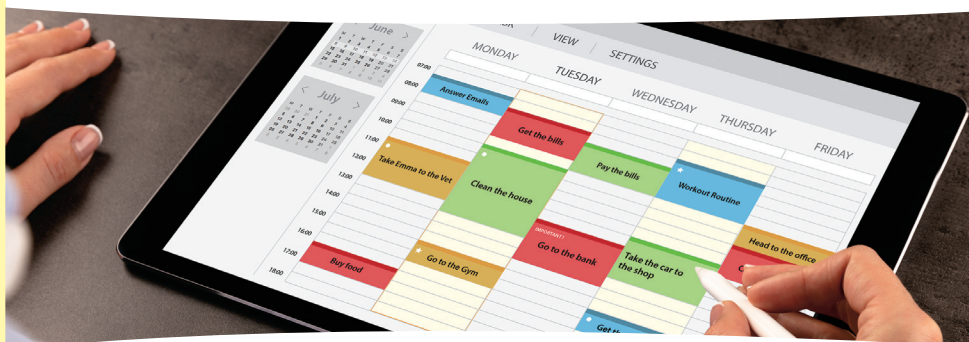 June
July
VIEW
SETTINGS
MONDAY
TUESDAY
WEDNESDAY
THURSDAY
FRIDAY
07:00
08:00
09:00
10:00
11:00
12:00
13:00
14:00
15:00
16:00
17:00
18:00
Answer Emails
Take Emma to the Vet
Buy food
Get the bills
Clean the house
Go to the Gym
Pay the bills
IMPORTANT!
Go to the bank
Get the
Workout Routine
Take the car to
the shop
Head to the office